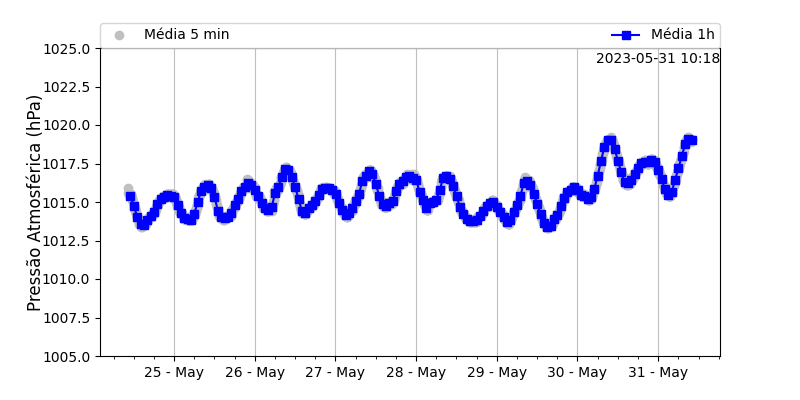 Média 5 min
Média 1h
2023-05-31 10:18
Pressão Atmosférica (hPa)
1025.0
1022.5
1020.0
1017.5
1015.0
1012.5
1010.0
1007.5
1005.0
25 - May
26 - May
27 - May
28 - May
29 - May
30 - May
31 - May